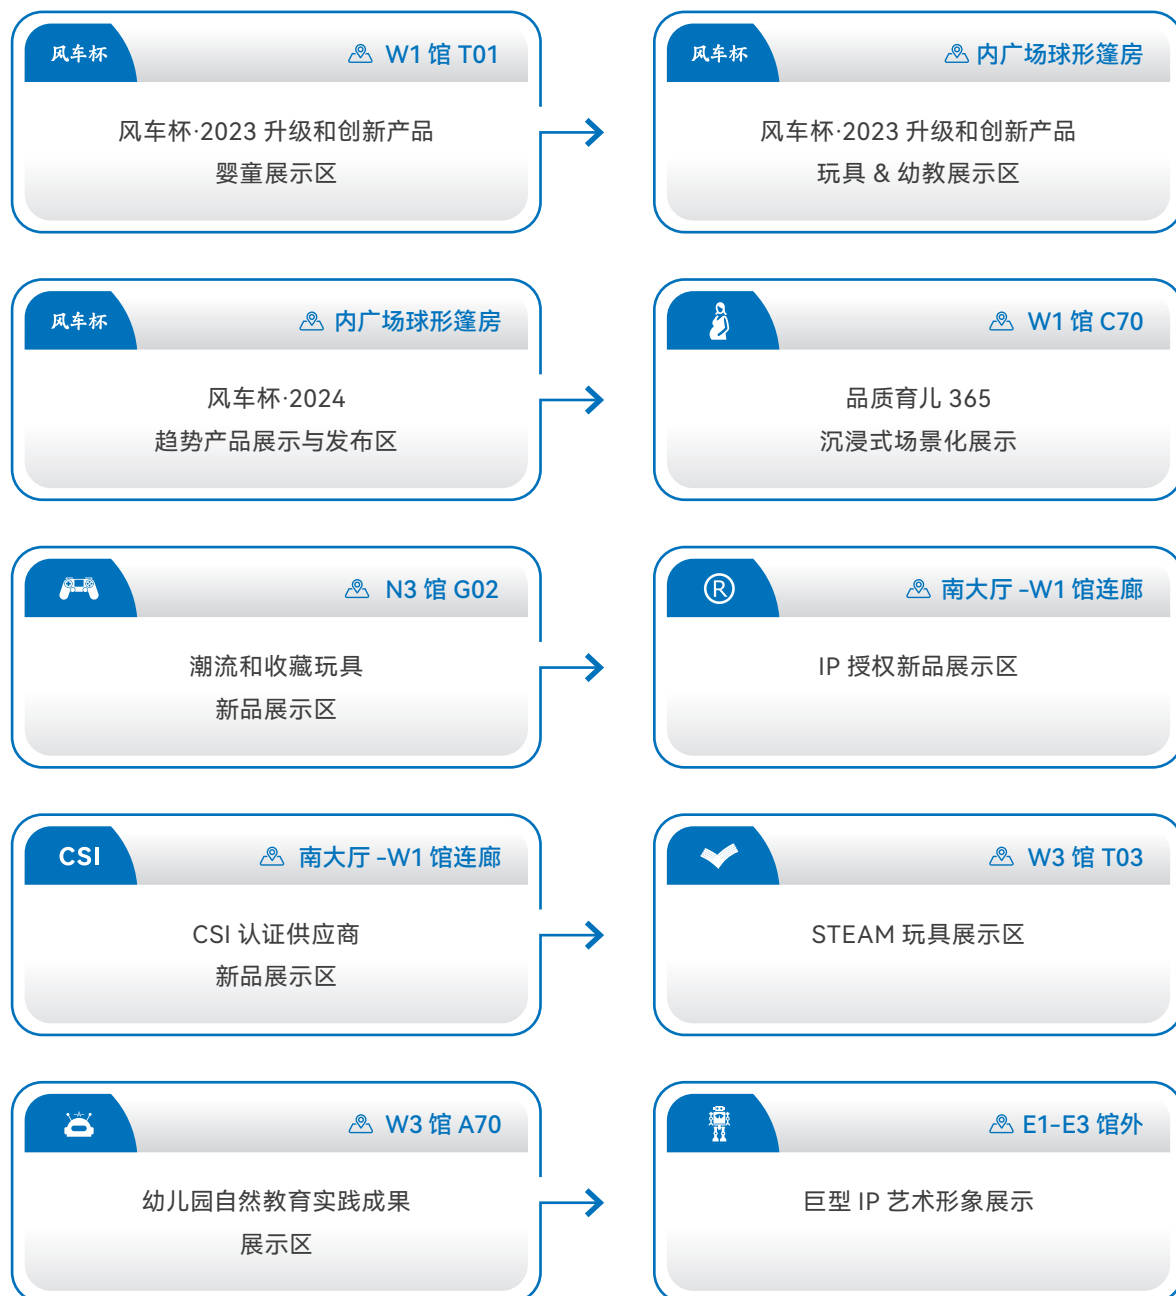 风车杯
W1 馆 T01
风车杯·2023 升级和创新产品
婴童展示区
风车杯
内广场球形篷房
风车杯·2023 升级和创新产品
玩具 & 幼教展示区
风车杯
内广场球形篷房
风车杯·2024
趋势产品展示与发布区
W1 馆 C70
品质育儿 365
沉浸式场景化展示
N3 馆 G02
潮流和收藏玩具
新品展示区
®
南大厅 -W1 馆连廊
IP 授权新品展示区
CSI
南大厅 -W1 馆连廊
CSI 认证供应商
新品展示区
W3 馆 T03
STEAM 玩具展示区
W3 馆 A70
幼儿园自然教育实践成果
展示区
E1-E3 馆外
巨型 IP 艺术形象展示